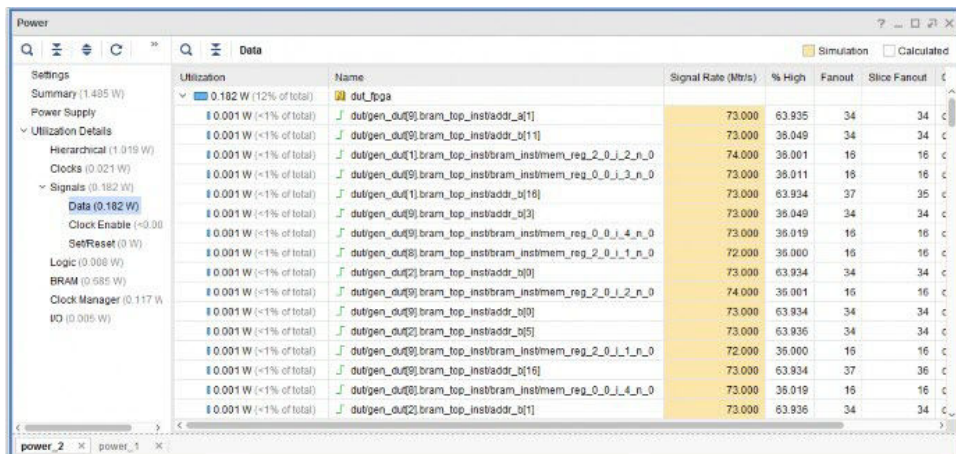 Power
Data
Simulation
Calculated
Settings
Summary (1.485 W)
Power Supply
Utilization Details
Hierarchical (1.019 W)
Clocks (0.021 W)
Signals (0.182 W)
Data (0.182 W)
Clock Enable (<0.00
Set/Reset (0 W)
Logic (0.008 W)
BRAM (0.685 W)
Clock Manager (0.117 W
I/O (0.005 W)
Utilization Name Signal Rate (Mtr/s) % High Fanout Slice Fanout
0.182 W (12% of total) dut_fpga
0.001 W (<1% of total) dut/gen_dut[9].bram_top_inst/addr_a[1] 73.000 63.935 34 34
0.001 W (<1% of total) dut/gen_dut[9].bram_top_inst/addr_b[11] 73.000 36.049 34 34
0.001 W (<1% of total) dut/gen_dut[1].bram_top_inst/bram_inst/mem_reg_2_0_i_2_n_0 74.000 36.001 16 16
0.001 W (<1% of total) dut/gen_dut[9].bram_top_inst/bram_inst/mem_reg_0_0_i_3_n_0 73.000 36.011 16 16
0.001 W (<1% of total) dut/gen_dut[1].bram_top_inst/addr_b[16] 73.000 63.934 37 35
0.001 W (<1% of total) dut/gen_dut[9].bram_top_inst/addr_b[3] 73.000 36.049 34 34
0.001 W (<1% of total) dut/gen_dut[9].bram_top_inst/bram_inst/mem_reg_0_0_i_4_n_0 73.000 36.019 16 16
0.001 W (<1% of total) dut/gen_dut[8].bram_top_inst/bram_inst/mem_reg_2_0_i_1_n_0 72.000 36.000 16 16
0.001 W (<1% of total) dut/gen_dut[2].bram_top_inst/addr_b[0] 73.000 63.934 34 34
0.001 W (<1% of total) dut/gen_dut[9].bram_top_inst/bram_inst/mem_reg_2_0_i_2_n_0 74.000 36.001 16 16
0.001 W (<1% of total) dut/gen_dut[9].bram_top_inst/addr_b[0] 73.000 63.934 34 34
0.001 W (<1% of total) dut/gen_dut[2].bram_top_inst/addr_b[5] 73.000 63.936 34 34
0.001 W (<1% of total) dut/gen_dut[9].bram_top_inst/bram_inst/mem_reg_2_0_i_1_n_0 72.000 36.000 16 16
0.001 W (<1% of total) dut/gen_dut[9].bram_top_inst/addr_b[16] 73.000 63.934 37 36
0.001 W (<1% of total) dut/gen_dut[8].bram_top_inst/bram_inst/mem_reg_0_0_i_4_n_0 73.000 36.019 16 16
0.001 W (<1% of total) dut/gen_dut[2].bram_top_inst/addr_b[1] 73.000 63.936 34 34
power_2 power_1